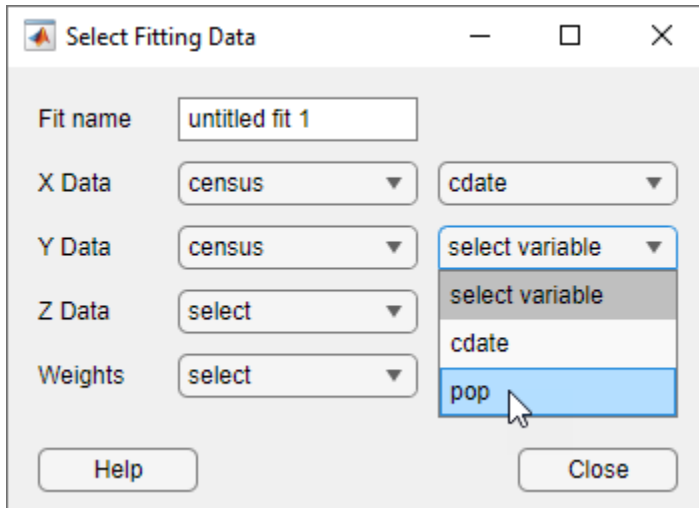 Select Fitting Data
Fit name untitled fit 1
X Data census cdate
Y Data census select variable
select variable
Z Data select
cdate
Weights select
pop
Help Close